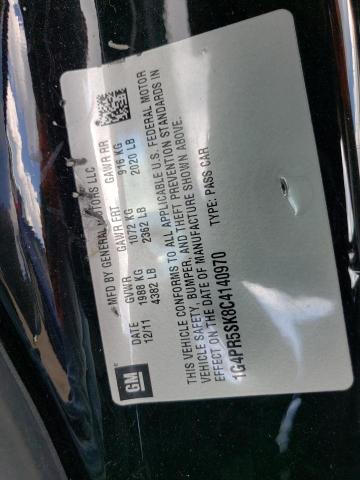 GM
MFD BY GENERAL MOTORS LLC
DATE GVWR GAWR FRT GAWR RR
12/11 1988 KG 1072 KG 916 KG
4382 LB 2362 LB 2020 LB
THIS VEHICLE CONFORMS TO ALL APPLICABLE U.S. FEDERAL MOTOR
VEHICLE SAFETY, BUMPER, AND THEFT PREVENTION STANDARDS IN
EFFECT ON THE DATE OF MANUFACTURE SHOWN ABOVE.
1G4PR5SK8C4140970 TYPE: PASS CAR